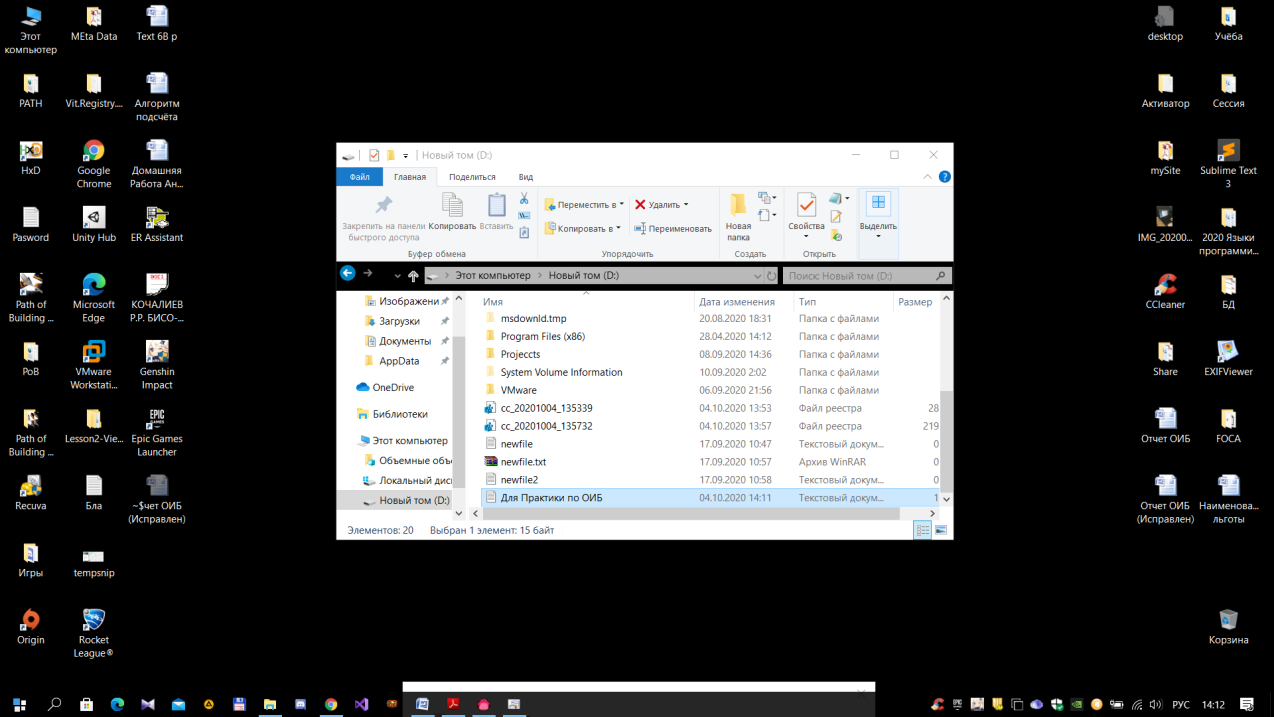 Этот
компьютер
MEta Data
Text 6B p
desktop
Учёба
PATH
Vit.Registry....
Алгоритм
подсчёта
Активатор
Сессия
HxD
Google
Chrome
Домашняя
Работа Ан...
mySite
Sublime Text
3
Pasword
Unity Hub
ER Assistant
IMG_20200...
2020 Языки
программи...
Path of
Building ...
Microsoft
Edge
КОЧАЛИЕВ
Р.Р. БИСО-...
CCleaner
БД
PoB
VMware
Workstati...
Genshin
Impact
Share
EXIFViewer
Path of
Building ...
Lesson2-Vie...
Epic Games
Launcher
Отчет ОИБ
FOCA
Recuva
Бла
~$чет ОИБ
(Исправлен)
Отчет ОИБ
(Исправлен)
Наименова...
льготы
Игры
tempsnip
Origin
Rocket
League®
Корзина
Новый том (D:)
Файл
Главная
Поделиться
Вид
Закрепить на панели
быстрого доступа
Копировать
Вставить
Буфер обмена
Переместить в
Копировать в
Удалить
Переименовать
Упорядочить
Новая
папка
Создать
Свойства
Открыть
Выделить
Этот компьютер > Новый том (D:)
Поиск: Новый том (D:)
Изображени
Загрузки
Документы
AppData
OneDrive
Библиотеки
Этот компьютер
Объемные объ
Локальный дис
Новый том (D:)
Имя Дата изменения Тип Размер
msdownld.tmp 20.08.2020 18:31 Папка с файлами
Program Files (x86) 28.04.2020 14:12 Папка с файлами
Projeccts 08.09.2020 14:36 Папка с файлами
System Volume Information 10.09.2020 2:02 Папка с файлами
VMware 06.09.2020 21:56 Папка с файлами
cc_20201004_135339 04.10.2020 13:53 Файл реестра 28
cc_20201004_135732 04.10.2020 13:57 Файл реестра 219
newfile 17.09.2020 10:47 Текстовый докум... 0
newfile.txt 17.09.2020 10:57 Архив WinRAR 0
newfile2 17.09.2020 10:58 Текстовый докум... 0
Для Практики по ОИБ 04.10.2020 14:11 Текстовый докум... 1
Элементов: 20 Выбран 1 элемент: 15 байт
РУС
14:12